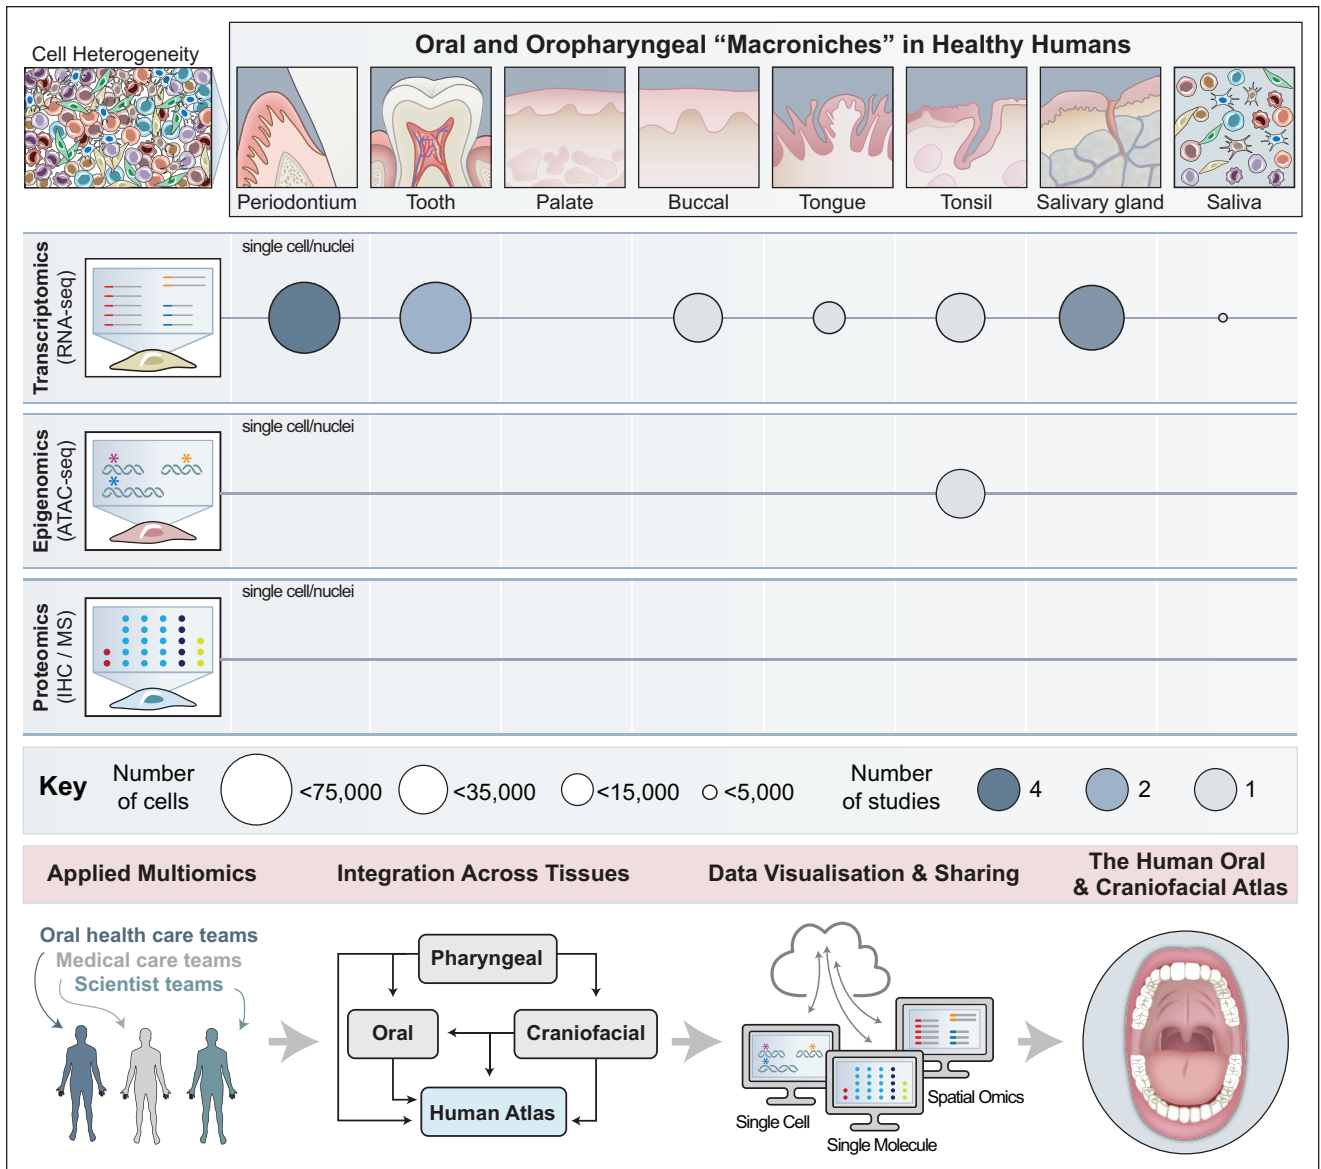 Cell Heterogeneity
Oral and Oropharyngeal “Macroniches” in Healthy Humans
Periodontium
Tooth
Palate
Buccal
Tongue
Tonsil
Salivary gland
Saliva
Transcriptomics
(RNA-seq)
single cell/nuclei
Epigenomics
(ATAC-seq)
single cell/nuclei
Proteomics
(IHC / MS)
single cell/nuclei
Key
Number
of cells
<75,000
<35,000
<15,000
<5,000
Number
of studies
4
2
1
Applied Multiomics
Integration Across Tissues
Data Visualisation & Sharing
The Human Oral
& Craniofacial Atlas
Oral health care teams
Medical care teams
Scientist teams
Pharyngeal
Oral
Craniofacial
Human Atlas
Single Cell
Single Molecule
Spatial Omics